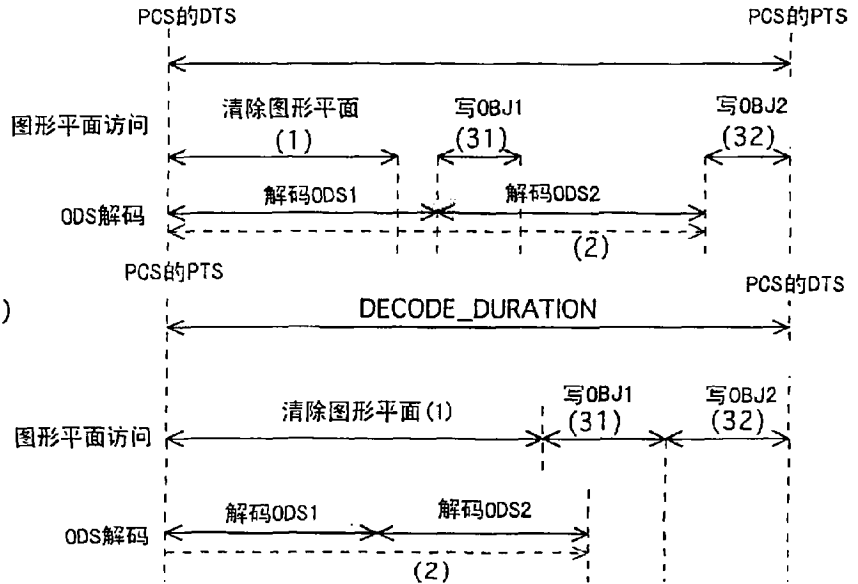 PCS的DTS PCS的PTS
清除图形平面 写OBJ1 写OBJ2
图形平面访问 (1) (31) (32)
解码ODS1 解码ODS2
ODS解码
(2)
PCS的PTS PCS的DTS
) DECODE_DURATION
写OBJ1 写OBJ2
清除图形平面(1) (31) (32)
图形平面访问
解码ODS1 解码ODS2
ODS解码
(2)